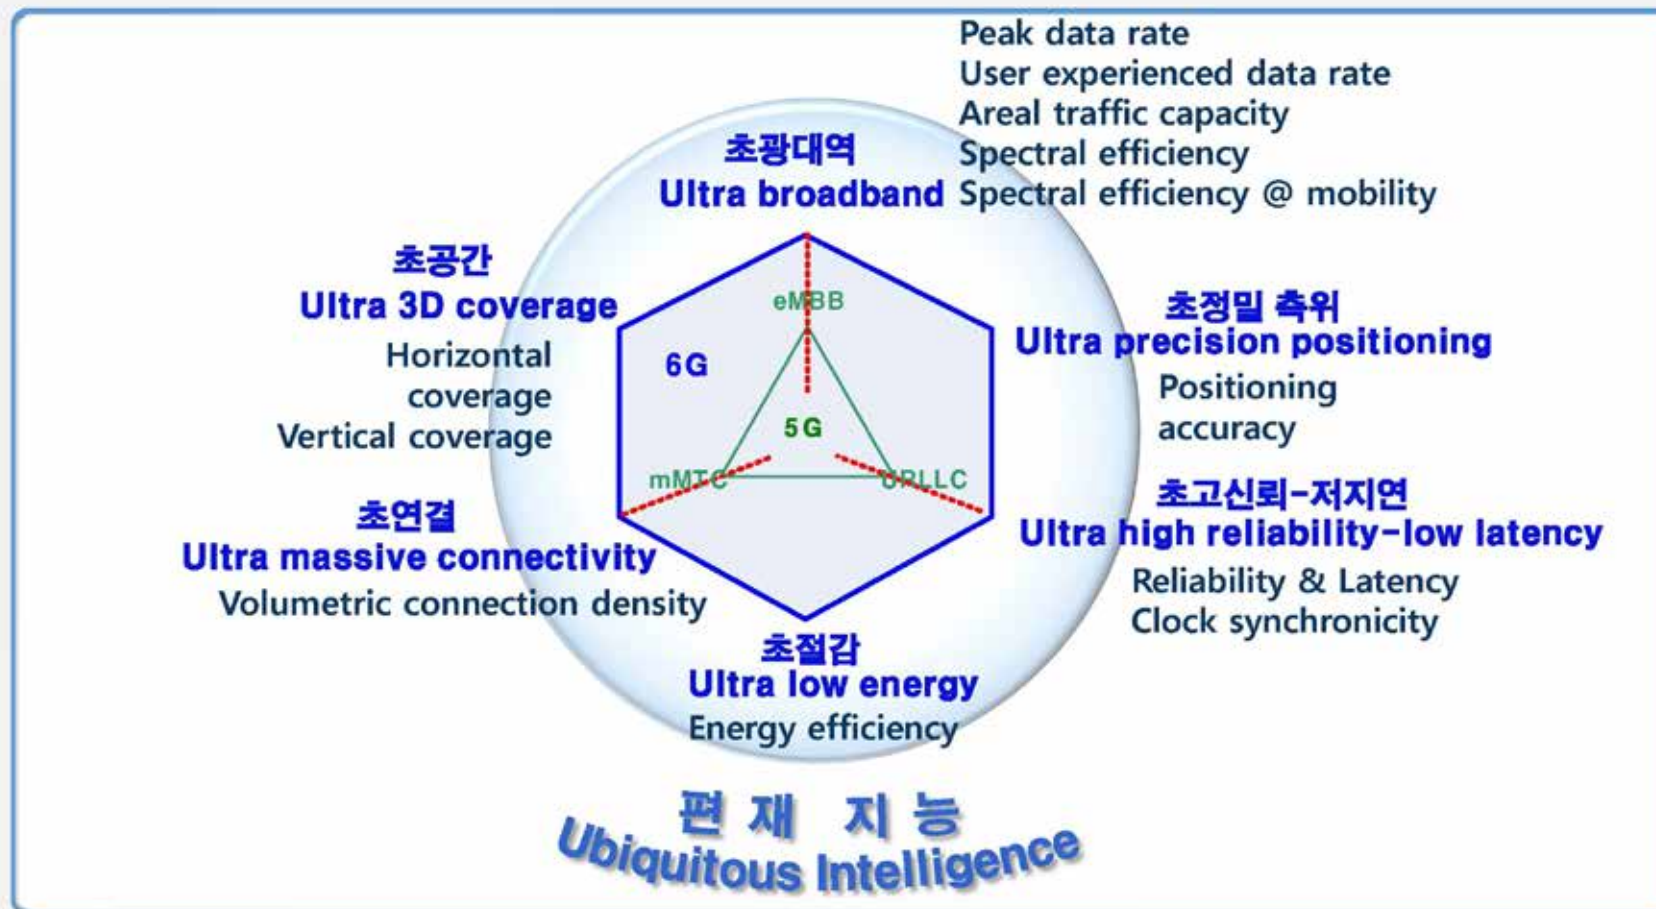 Peak data rate
User experienced data rate
Areal traffic capacity
Spectral efficiency
Spectral efficiency @ mobility
초광대역
Ultra broadband
초공간
Ultra 3D coverage
Horizontal
coverage
Vertical coverage
초정밀 측위
Ultra precision positioning
Positioning
accuracy
eMBB
6G
5G
mMTC
URLLC
초연결
Ultra massive connectivity
Volumetric connection density
초고신뢰-저지연
Ultra high reliability-low latency
Reliability & Latency
Clock synchronicity
초절감
Ultra low energy
Energy efficiency
편재 지능
Ubiquitous Intelligence